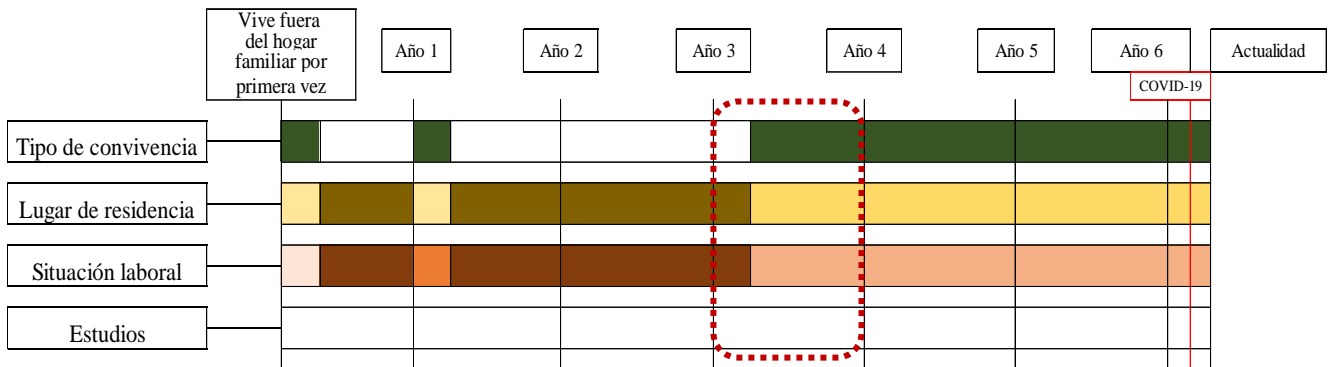 Vive fuera
del hogar
familiar por
primera vez
Año 1
Año 2
Año 3
Año 4
Año 5
Año 6
Actualidad
COVID-19
Tipo de convivencia
Lugar de residencia
Situación laboral
Estudios